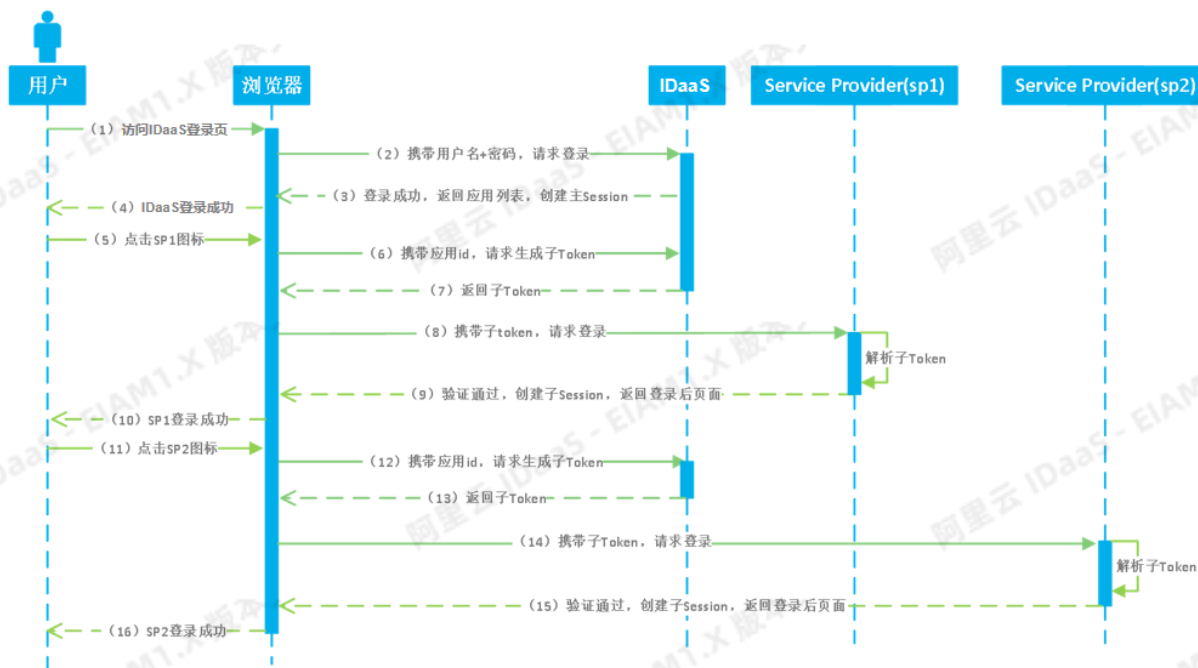 用户
浏览器
IDaaS
Service Provider(sp1)
Service Provider(sp2)
（1）访问IDaaS登录页
（2）携带用户名+密码，请求登录
（3）登录成功，返回应用列表，创建主Session
（4）IDaaS登录成功
（5）点击SP1图标
（6）携带应用id，请求生成子Token
（7）返回子Token
（8）携带子token，请求登录
解析子Token
（9）验证通过，创建子Session，返回登录后页面
（10）SP1登录成功
（11）点击SP2图标
（12）携带应用id，请求生成子Token
（13）返回子Token
（14）携带子Token，请求登录
解析子Token
（15）验证通过，创建子Session，返回登录后页面
（16）SP2登录成功
阿里云 IDaaS - EIAM1.X 版本